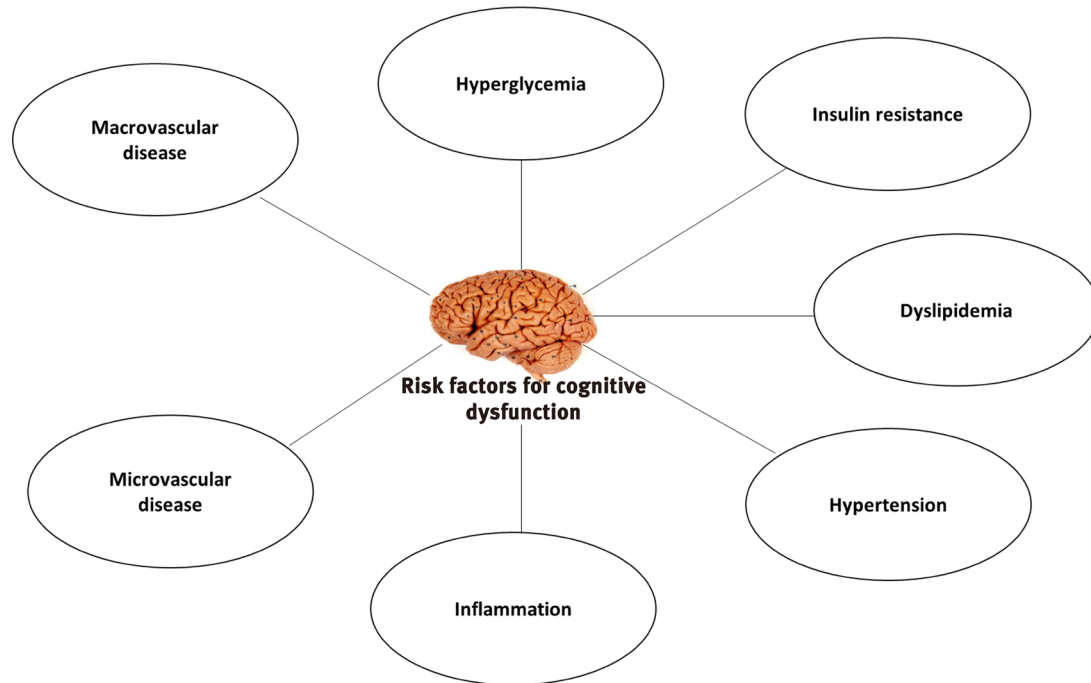 Hyperglycemia
Insulin resistance
Macrovascular
disease
Dyslipidemia
Risk factors for cognitive
dysfunction
Microvascular
disease
Hypertension
Inflammation